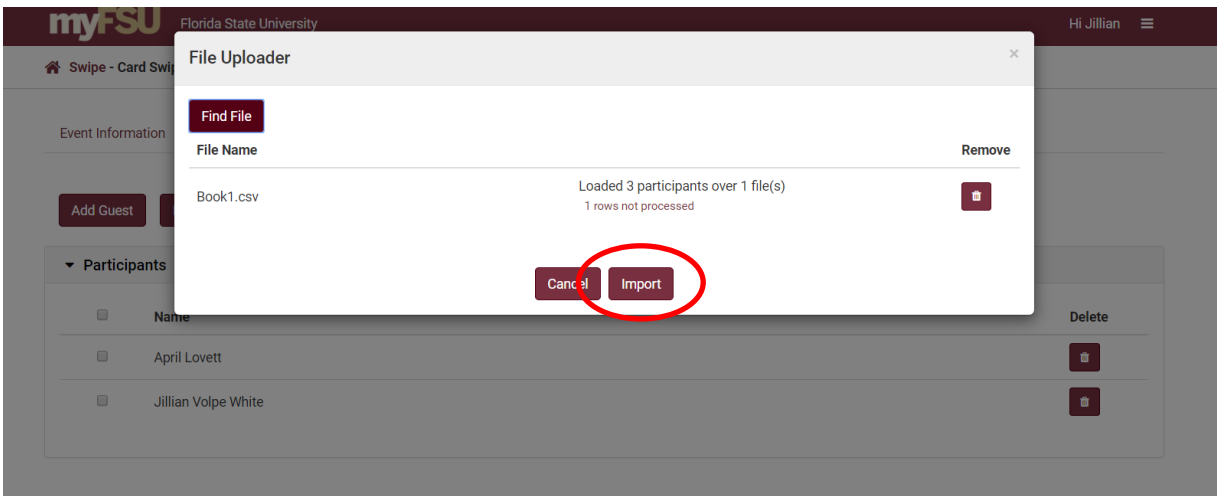 myFSU Florida State University Hi Jillian
Swipe - Card Swip
File Uploader ×
Event Information
Find File
File Name Remove
Book1.csv Loaded 3 participants over 1 file(s)
1 rows not processed
Add Guest
Participants
Cancel Import
Name Delete
April Lovett
Jillian Volpe White